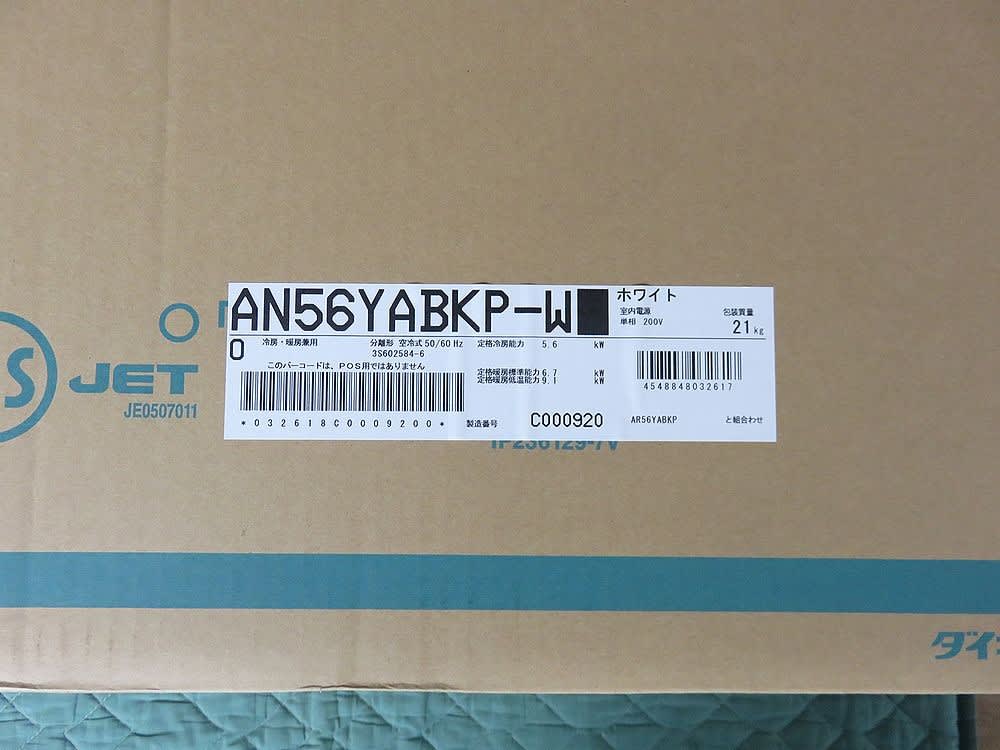 AN56YABKP-W
ホワイト
室内電源
単相 200V
包装質量
21kg
0
冷房・暖房兼用
分離形 空冷式 50/60 Hz
3S602584-6
定格冷房能力 5.6 kW
このバーコードは、POS用ではありません
定格暖房標準能力 6.7 kW
定格暖房低温能力 9.1 kW
4548848032617
*032618C0009200*
製造番号 C000920
AR56YABKP と組合わせ
S
JET
JE0507011
ダイ